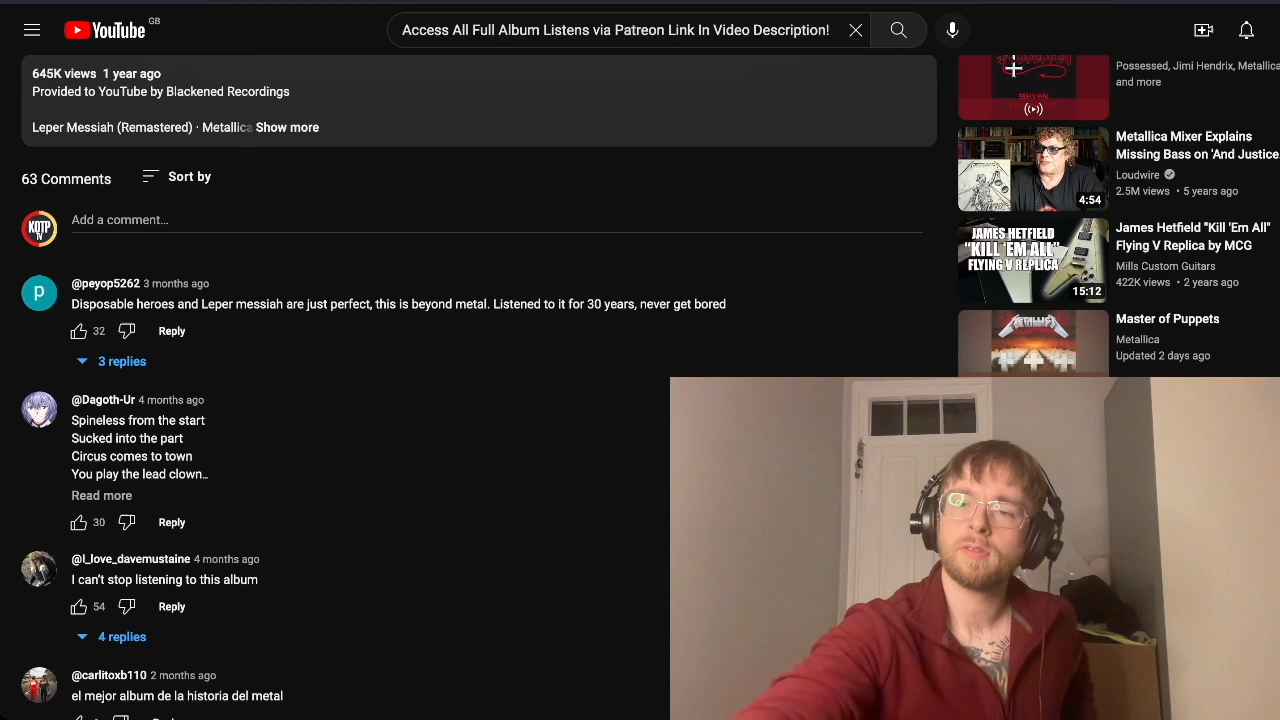 YouTube GB
Access All Full Album Listens via Patreon Link In Video Description!
645K views 1 year ago
Provided to YouTube by Blackened Recordings
Leper Messiah (Remastered) · Metallica Show more
63 Comments
Sort by
KOTP
TV
Add a comment...
@peyop5262 3 months ago
p
Disposable heroes and Leper messiah are just perfect, this is beyond metal. Listened to it for 30 years, never get bored
32 Reply
3 replies
@Dagoth-Ur 4 months ago
Spineless from the start
Sucked into the part
Circus comes to town
You play the lead clown...
Read more
30 Reply
@I_love_davemustaine 4 months ago
I can't stop listening to this album
54 Reply
4 replies
@carlitoxb110 2 months ago
el mejor album de la historia del metal
Possessed, Jimi Hendrix, Metallica
and more
Metallica Mixer Explains
Missing Bass on 'And Justice
Loudwire
2.5M views • 5 years ago
4:54
JAMES HETFIELD
"KILL 'EM ALL"
FLYING V REPLICA
15:12
James Hetfield "Kill 'Em All"
Flying V Replica by MCG
Mills Custom Guitars
422K views • 2 years ago
METALLICA
Master of Puppets
Metallica
Updated 2 days ago